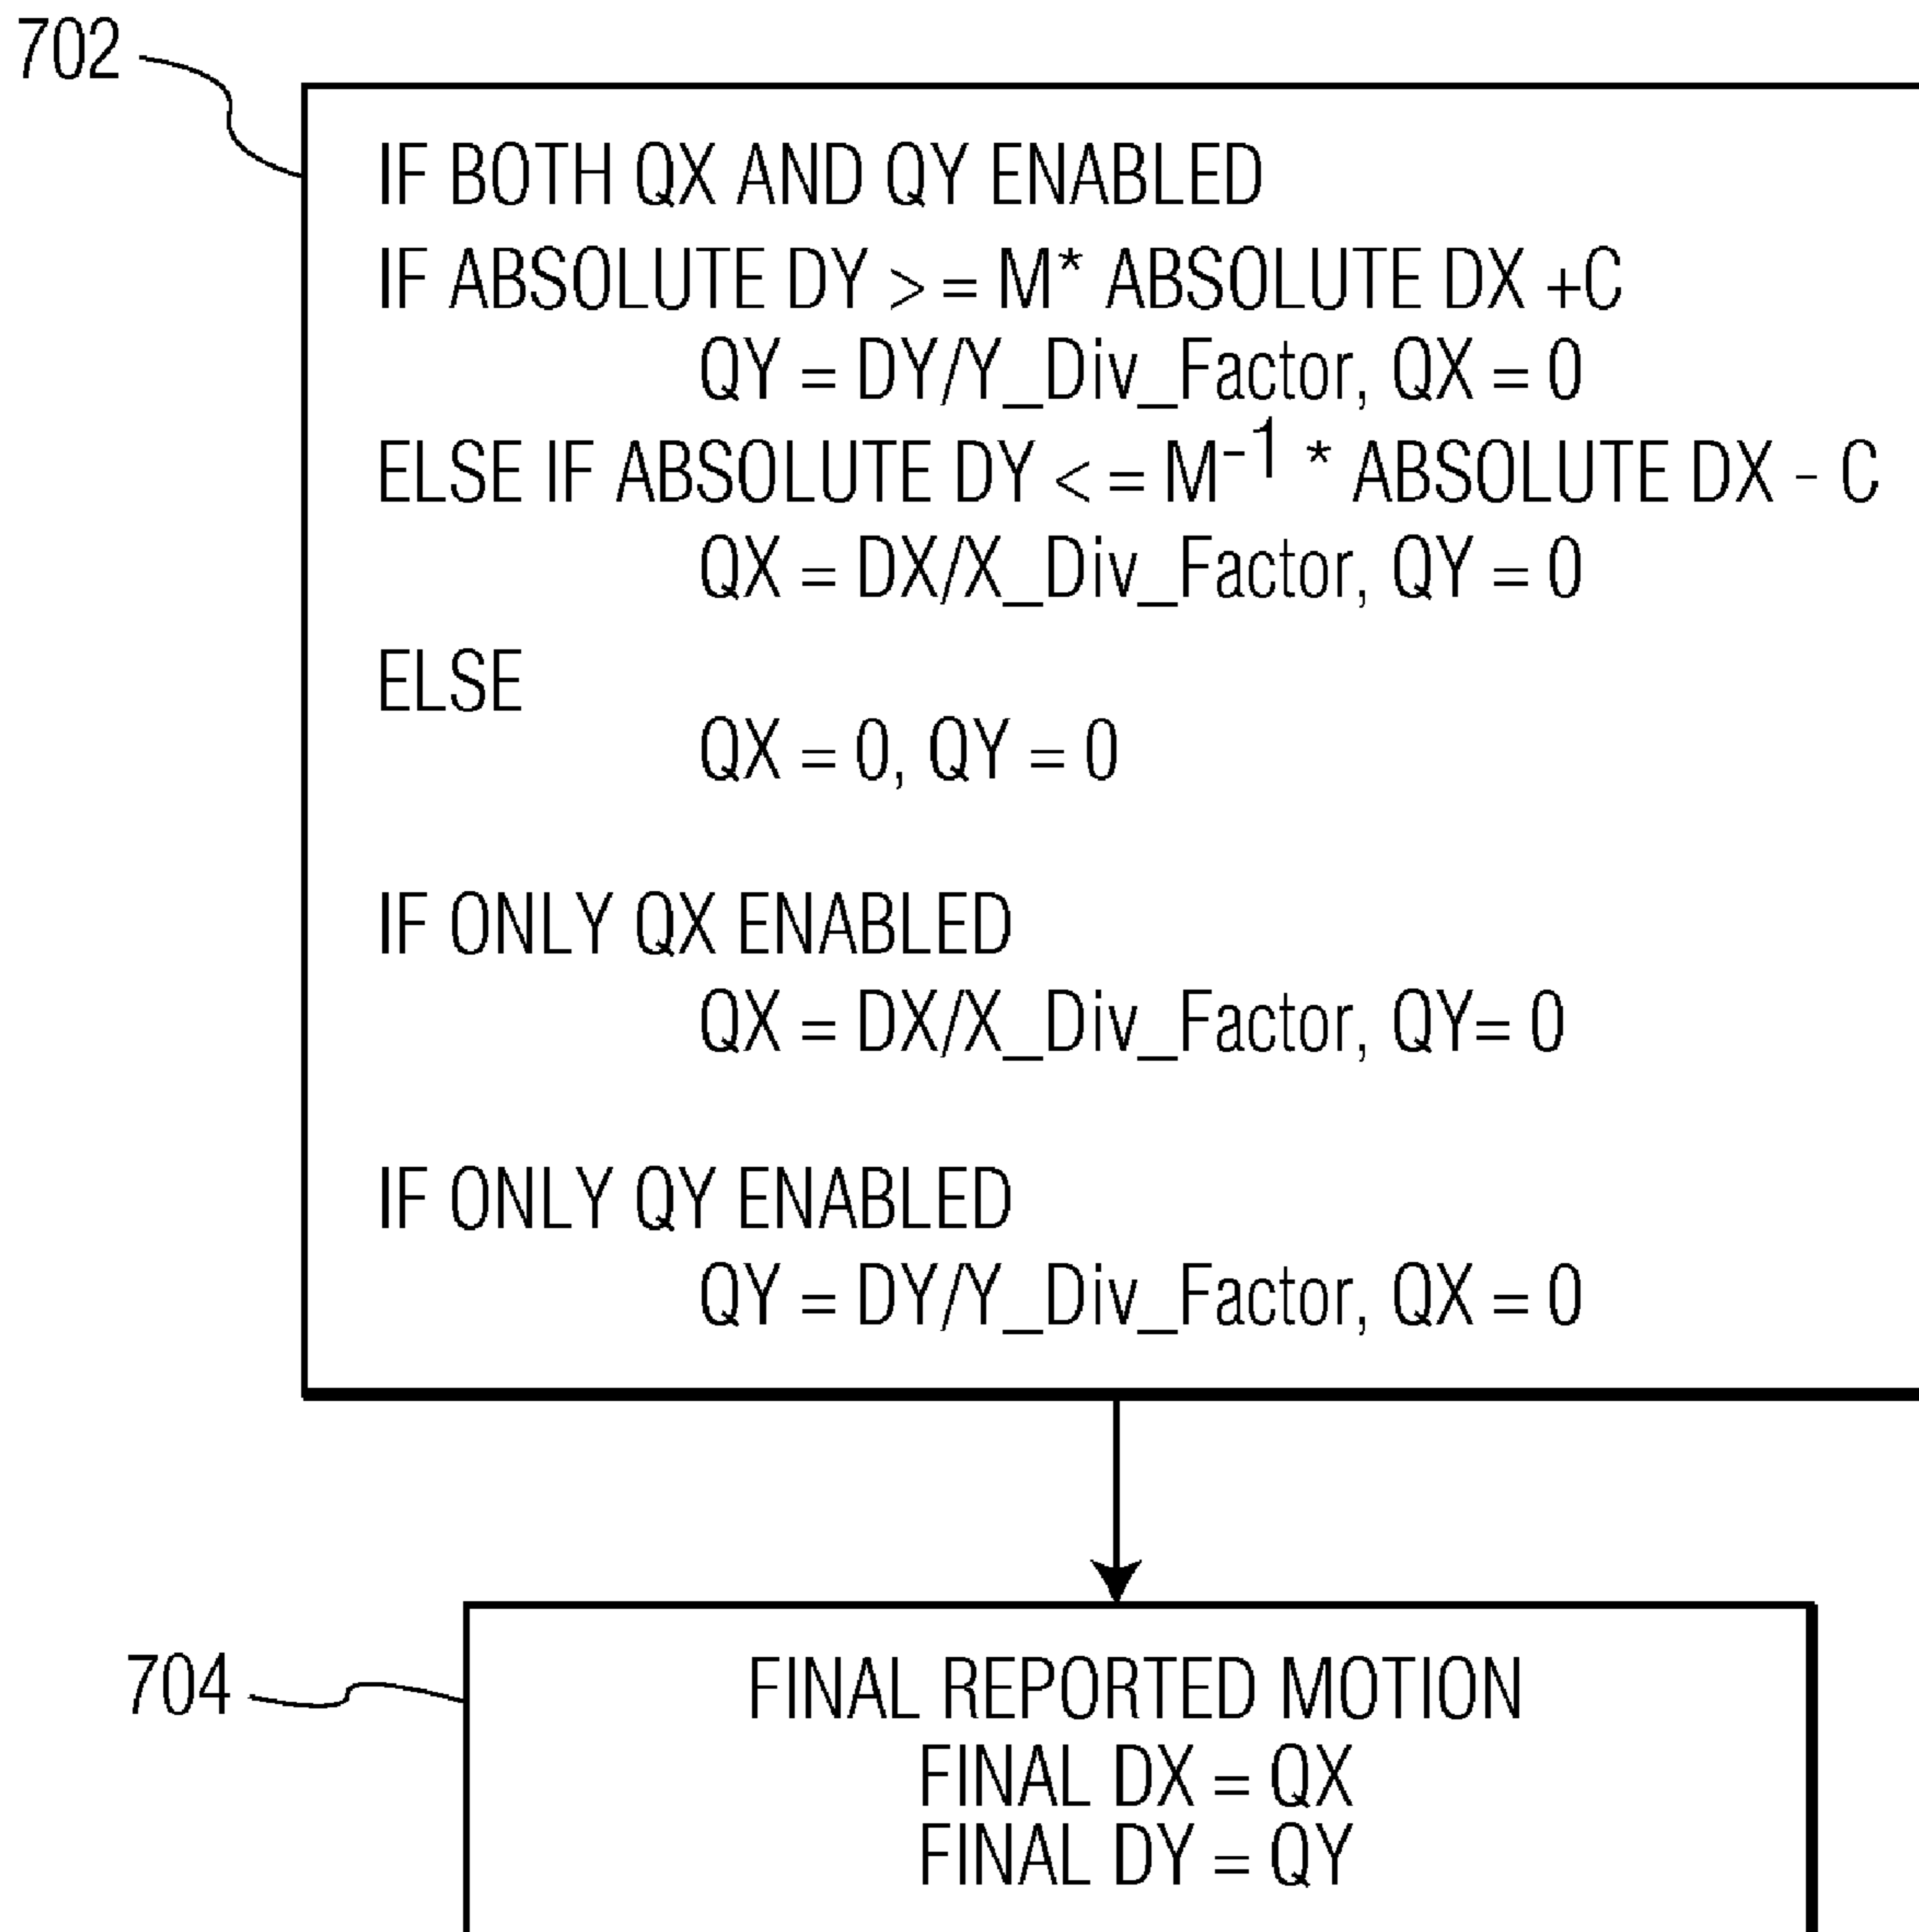 702
IF BOTH QX AND QY ENABLED
IF ABSOLUTE DY > = M* ABSOLUTE DX +C
QY = DY/Y_Div_Factor, QX = 0
ELSE IF ABSOLUTE DY < = M⁻¹ * ABSOLUTE DX - C
QX = DX/X_Div_Factor, QY = 0
ELSE
QX = 0, QY = 0
IF ONLY QX ENABLED
QX = DX/X_Div_Factor, QY= 0
IF ONLY QY ENABLED
QY = DY/Y_Div_Factor, QX = 0
704
FINAL REPORTED MOTION
FINAL DX = QX
FINAL DY = QY